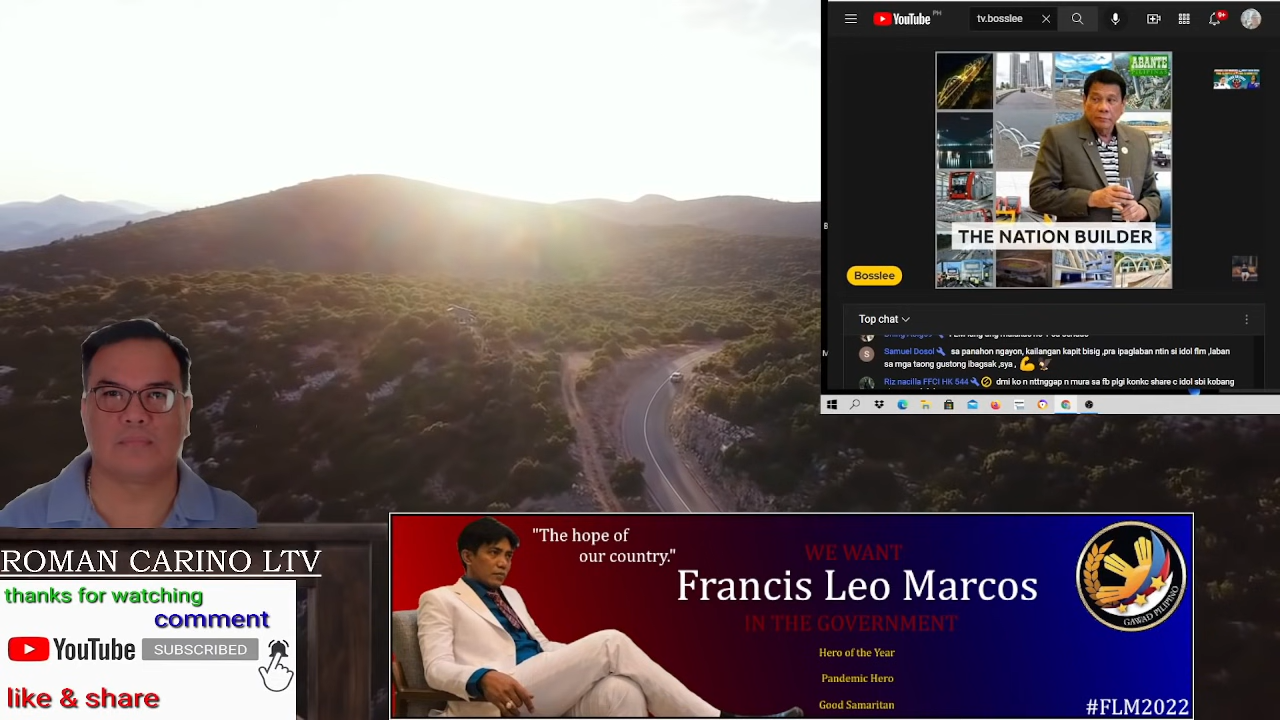 YouTube PH
tv.bosslee
9+
ABANTE
PILIPINAS
THE NATION BUILDER
Bosslee
Top chat
Samuel Dosol sa panahon ngayon, kailangan kapit bisig ,pra ipaglaban ntin si idol flm ,laban
sa mga taong gustong ibagsak ,sya ,
Riz nacilla FFCI HK 544 dmi ko n nttnggap n mura sa fb plgi konkc share c idol sbi kobang
ROMAN CARINO LTV
thanks for watching
comment
YouTube SUBSCRIBED
like & share
"The hope of
our country."
WE WANT
Francis Leo Marcos
IN THE GOVERNMENT
Hero of the Year
Pandemic Hero
Good Samaritan
GAWAD PILIPINO
#FLM2022